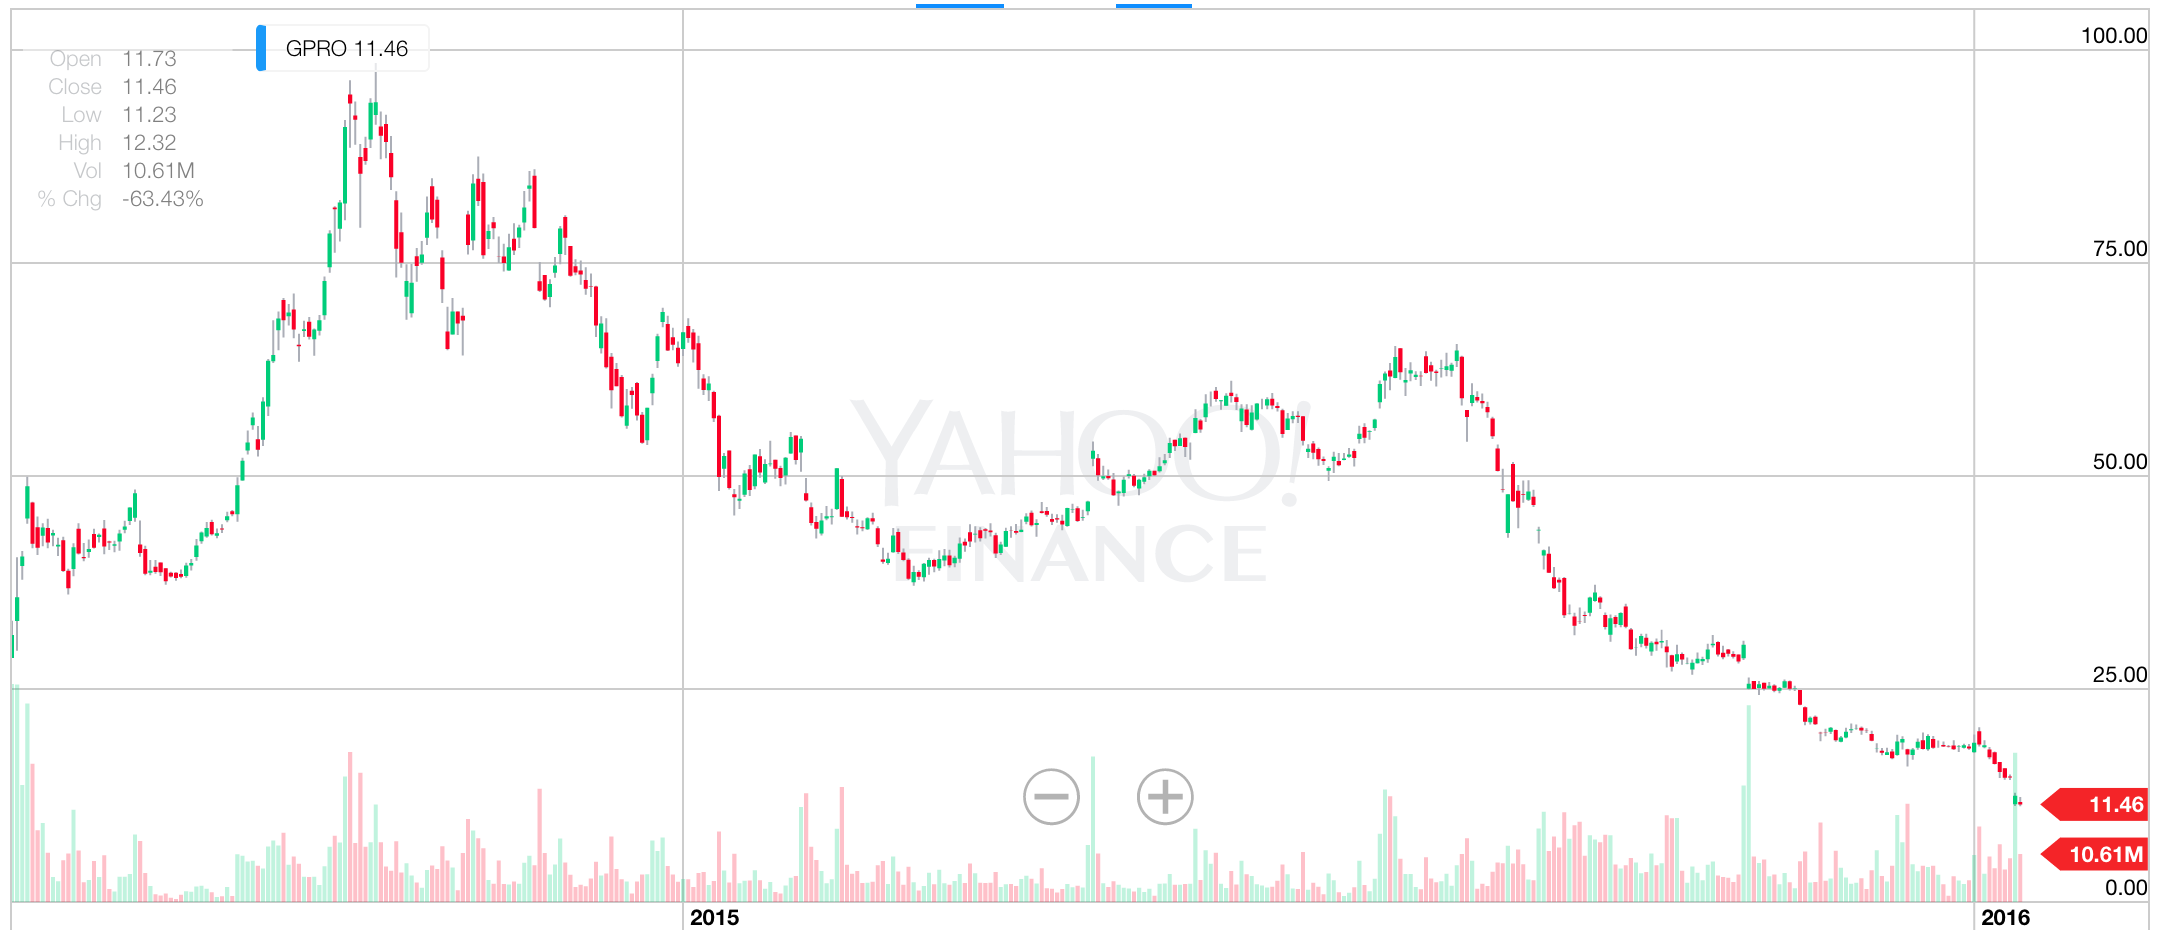 GPRO 11.46
Open 11.73
Close 11.46
Low 11.23
High 12.32
Vol 10.61M
% Chg -63.43%
100.00
75.00
50.00
25.00
0.00
YAHOO!
FINANCE
11.46
10.61M
2015
2016